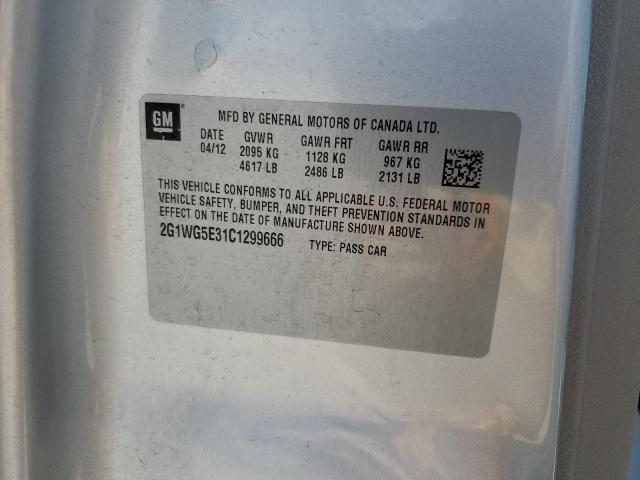 GM
MFD BY GENERAL MOTORS OF CANADA LTD.
DATE GVWR GAWR FRT GAWR RR
04/12 2095 KG 1128 KG 967 KG
4617 LB 2486 LB 2131 LB
THIS VEHICLE CONFORMS TO ALL APPLICABLE U.S. FEDERAL MOTOR
VEHICLE SAFETY, BUMPER, AND THEFT PREVENTION STANDARDS IN
EFFECT ON THE DATE OF MANUFACTURE SHOWN ABOVE.
2G1WG5E31C1299666 TYPE: PASS CAR